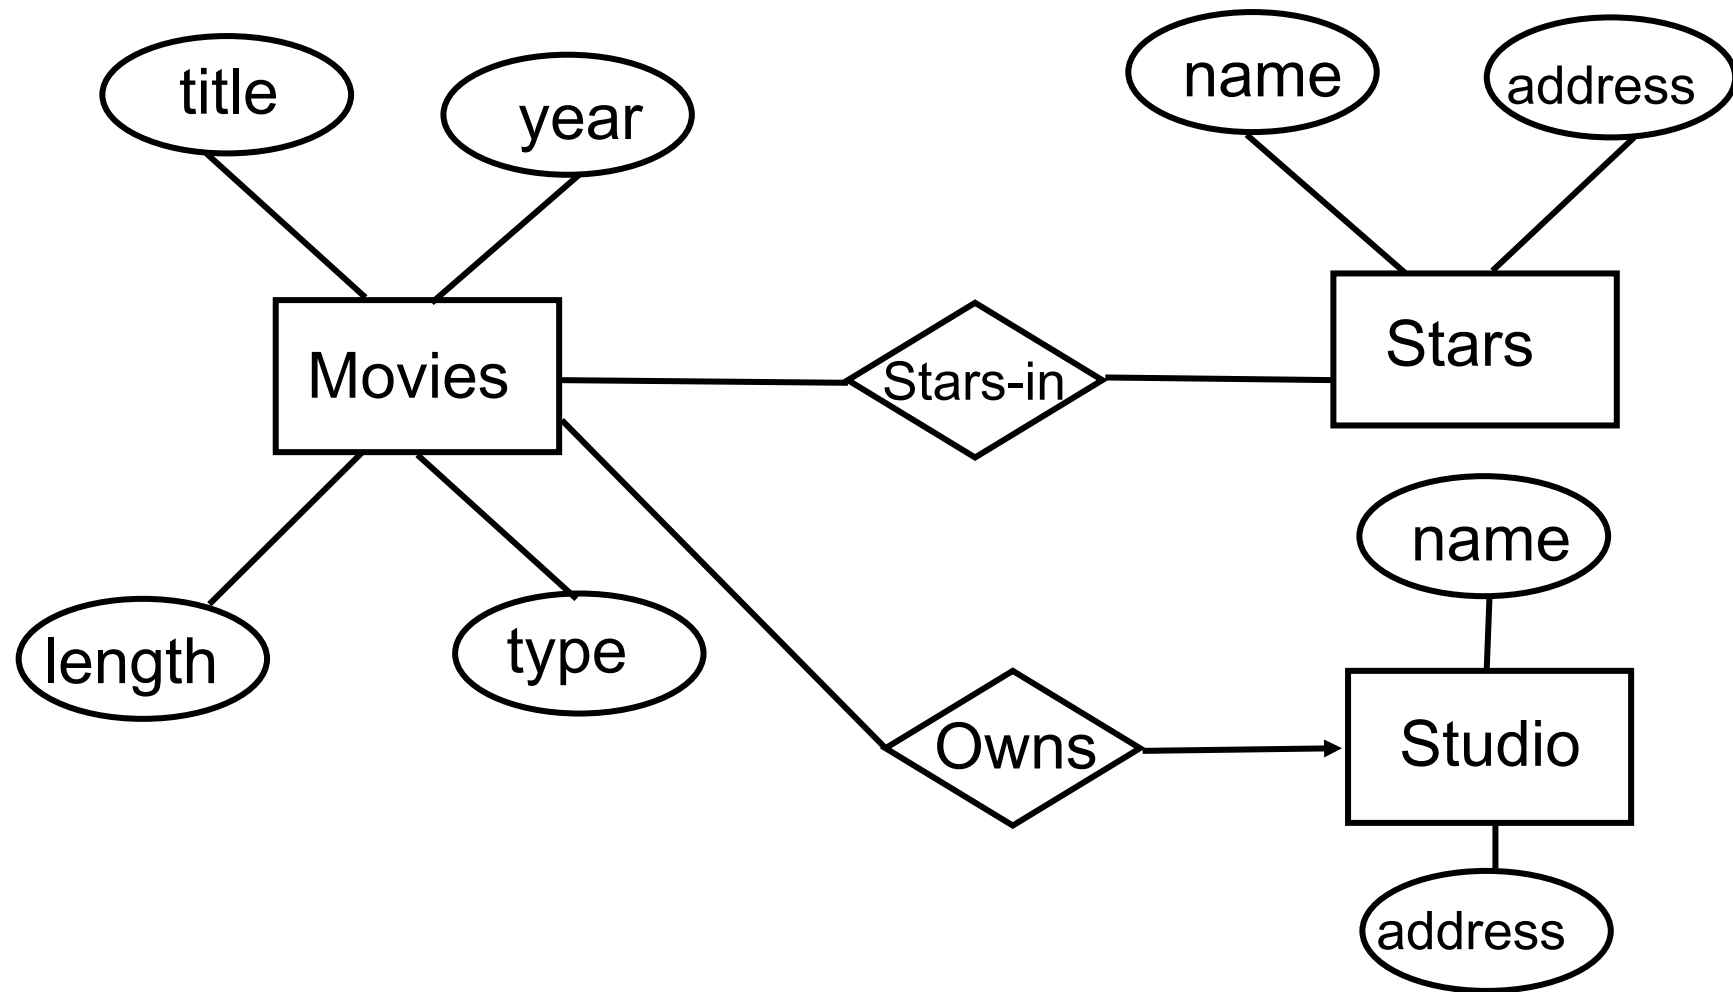 title
year
name
address
Movies
Stars-in
Stars
length
type
name
Owns
Studio
address